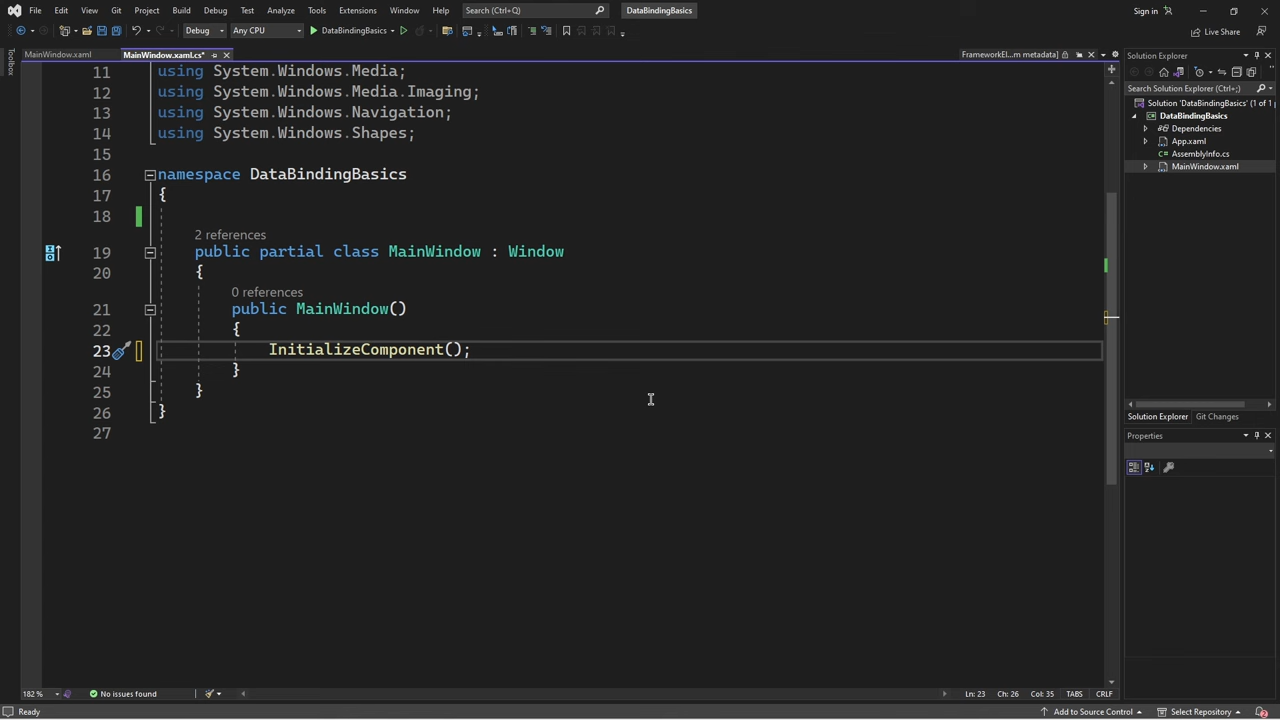 File Edit View Git Project Build Debug Test Analyze Tools Extensions Window Help Search (Ctrl+Q) DataBindingBasics Sign in
Debug Any CPU DataBindingBasics Live Share
Toolbox
MainWindow.xaml MainWindow.xaml.cs* FrameworkEl...m metadata]
11 using System.Windows.Media;
12 using System.Windows.Media.Imaging;
13 using System.Windows.Navigation;
14 using System.Windows.Shapes;
15
16 namespace DataBindingBasics
17 {
18
2 references
19 public partial class MainWindow : Window
20 {
0 references
21 public MainWindow()
22 {
23 InitializeComponent();
24 }
25 }
26 }
27
Solution Explorer
Search Solution Explorer (Ctrl+;)
Solution 'DataBindingBasics' (1 of 1
DataBindingBasics
Dependencies
App.xaml
AssemblyInfo.cs
MainWindow.xaml
Solution Explorer Git Changes
Properties
182 % No issues found Ln: 23 Ch: 26 Col: 35 TABS CRLF
Ready Add to Source Control Select Repository 2